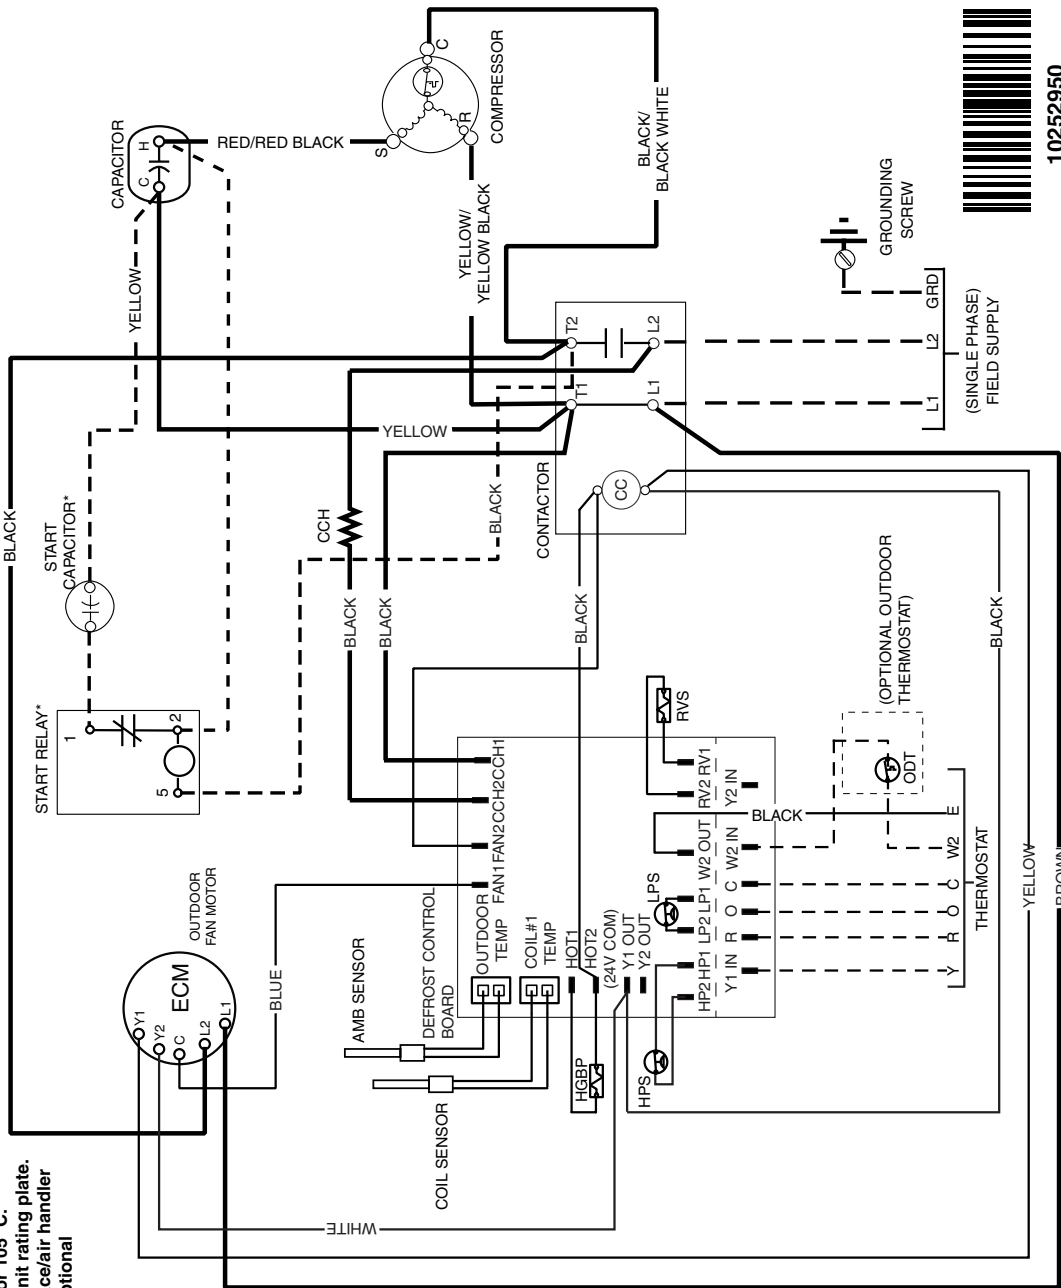 BLACK
CAPACITOR
H
C
RED/RED BLACK
YELLOW
S
R
C
COMPRESSOR
BLACK/
BLACK WHITE
YELLOW/
YELLOW BLACK
GROUNDING
SCREW
10252950
START
CAPACITOR*
YELLOW
CCH
BLACK
CONTACTOR
T2
L2
T1
L1
CC
L1
L2
GRD
(SINGLE PHASE)
FIELD SUPPLY
START RELAY*
1
2
5
BLACK
BLACK
BLACK
BLACK
RVS
(OPTIONAL OUTDOOR
THERMOSTAT)
ODT
OUTDOOR
FAN MOTOR
ECM
Y1
Y2
C
L2
L1
BLUE
AMB SENSOR
DEFROST CONTROL
BOARD
COIL SENSOR
FAN1
FAN2
CCH2
CCH1
OUTDOOR
TEMP
COIL#1
TEMP
HOT1
HOT2
(24V COM)
Y1 OUT
Y2 OUT
HGBP
HPS
LPS
HP2
HP1
LP2
LP1
W2 OUT
RV2
RV1
Y1 IN
R
O
C
W2 IN
Y2 IN
BLACK
Y
R
O
C
W2
E
THERMOSTAT
WHITE
YELLOW
BROWN
or 105 °C.
nit rating plate.
ce/air handler
otional